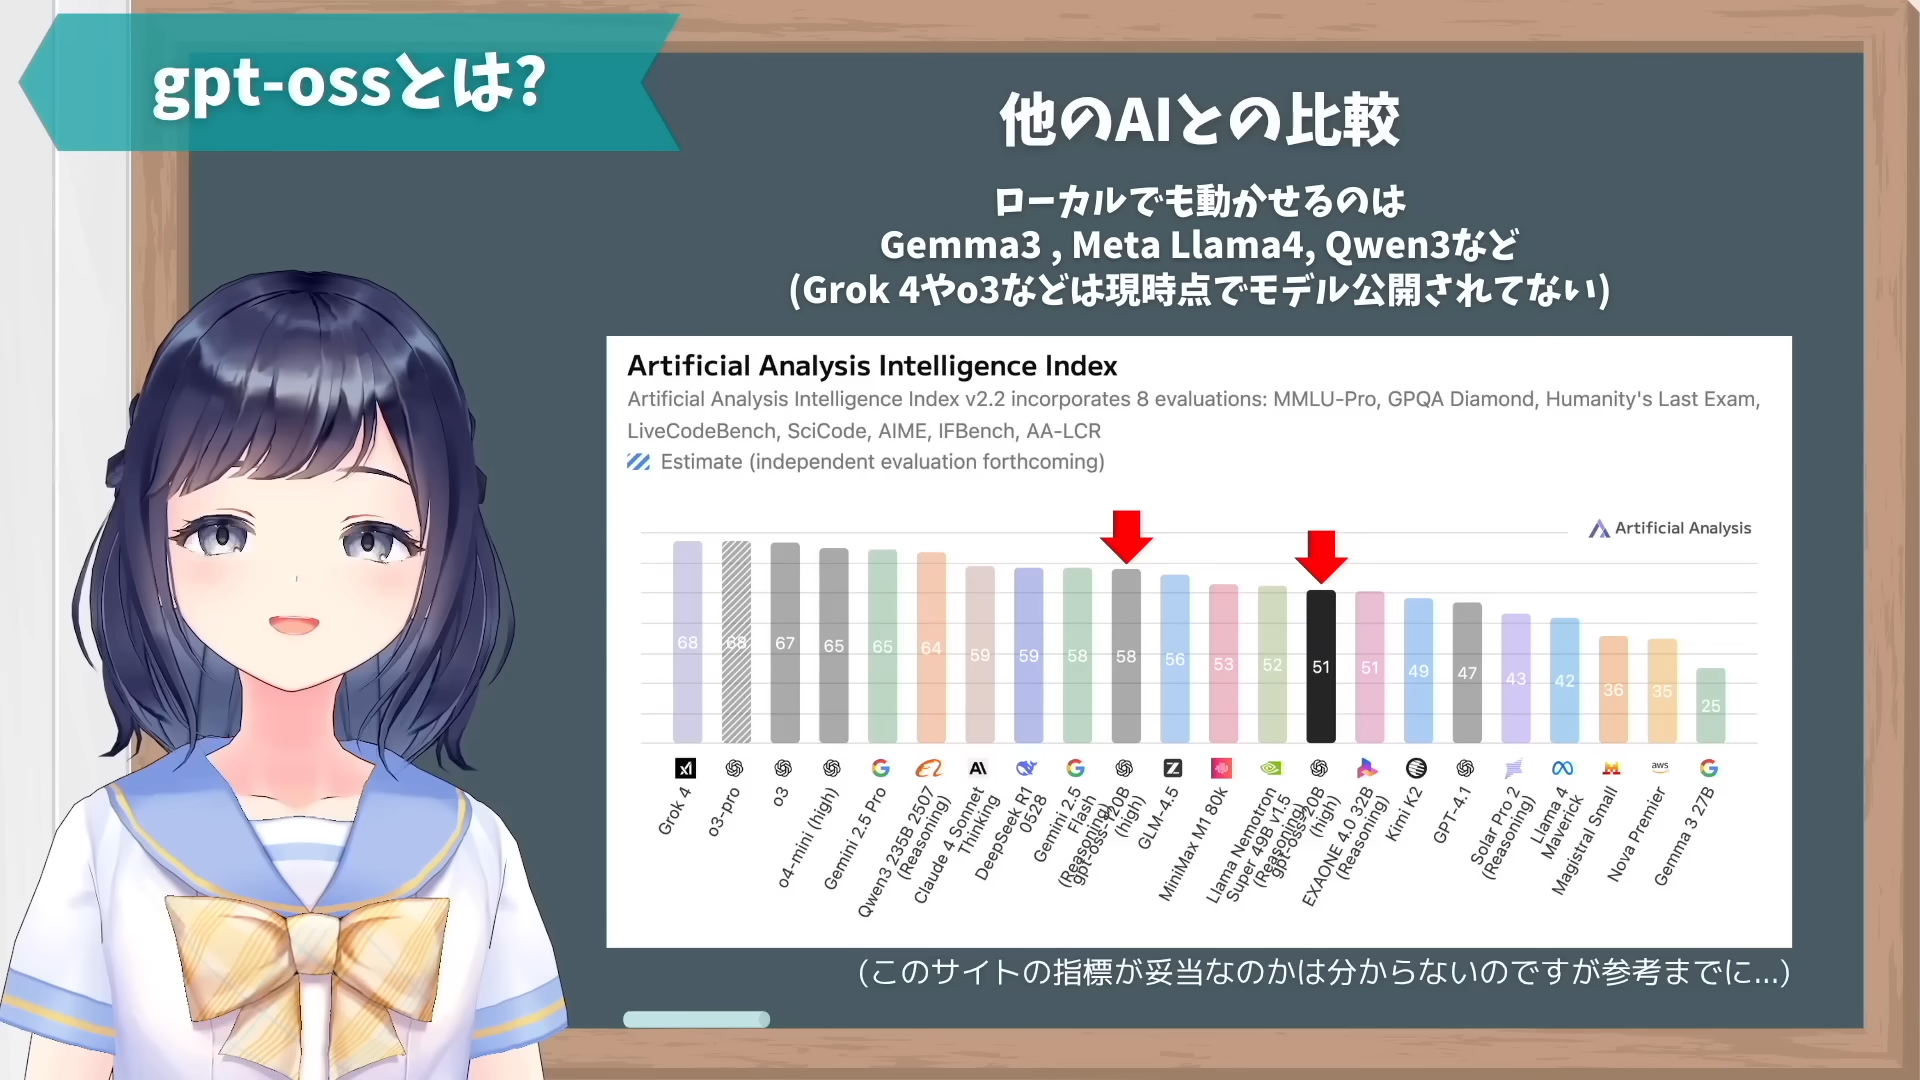 gpt-ossとは?
他のAIとの比較
ローカルでも動かせるのは
Gemma3 , Meta Llama4, Qwen3など
(Grok 4やo3などは現時点でモデル公開されてない)
Artificial Analysis Intelligence Index
Artificial Analysis Intelligence Index v2.2 incorporates 8 evaluations: MMLU-Pro, GPQA Diamond, Humanity's Last Exam,
LiveCodeBench, SciCode, AIME, IFBench, AA-LCR
Estimate (independent evaluation forthcoming)
Artificial Analysis
68 68 67 65 65 64 59 59 58 58 56 53 52 51 51 49 47 43 42 36 35 25
aws
Grok 4
o3-pro
o3
o4-mini (high)
Gemini 2.5 Pro
Qwen3 235B 2507
(Reasoning)
Claude 4 Sonnet
Thinking
DeepSeek R1
0528
Gemini 2.5
Flash
(Reasoning)
gpt-oss-120B
(high)
GLM-4.5
MiniMax M1 80k
Llama Nemotron
Super 49B v1.5
(Reasoning)
gpt-oss-20B
(high)
EXAONE 4.0 32B
(Reasoning)
Kimi K2
GPT-4.1
Solar Pro 2
(Reasoning)
Llama 4
Maverick
Magistral Small
Nova Premier
Gemma 3 27B
(このサイトの指標が妥当なのかは分からないのですが参考までに...)